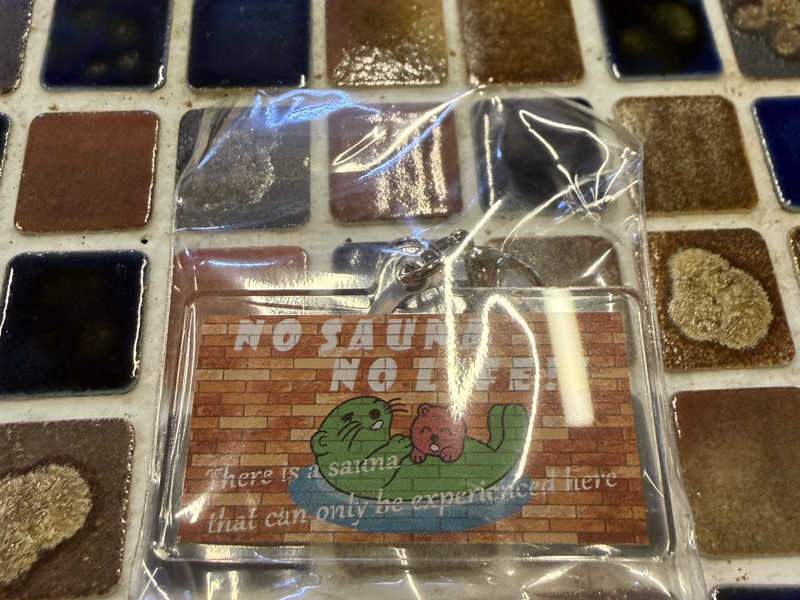 NO SAUNA
NO LIFE!
There is a sauna
that can only be experienced here